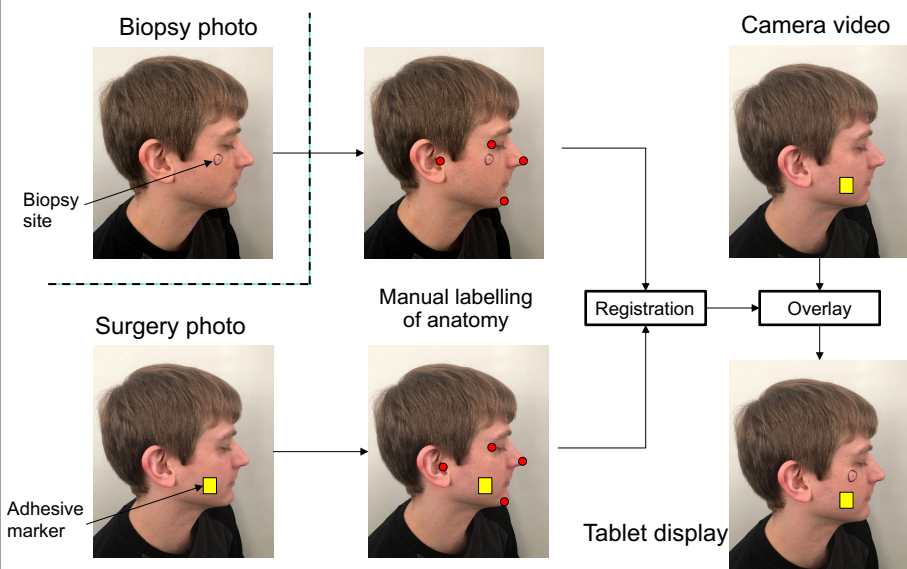 Biopsy photo
Camera video
Biopsy
site
Manual labelling
of anatomy
Surgery photo
Registration
Overlay
Adhesive
marker
Tablet display